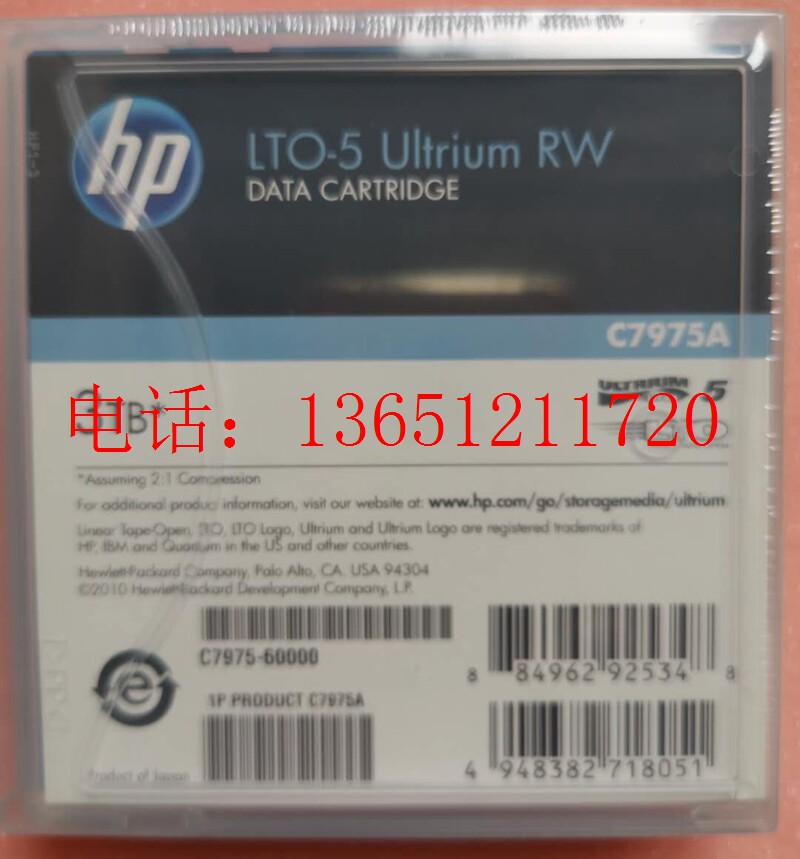 hp
LTO-5 Ultrium RW
DATA CARTRIDGE
C7975A
3TB*
ULTRIUM 5
电话： 13651211720
*Assuming 2:1 Compression
For additional product information, visit our website at: www.hp.com/go/storagemedia/ultrium
Linear Tape-Open, LTO, LTO Logo, Ultrium and Ultrium Logo are registered trademarks of
HP, IBM and Quantum in the US and other countries.
Hewlett-Packard Company, Palo Alto, CA. USA 94304
©2010 Hewlett-Packard Development Company, L.P.
C7975-60000
8 84962 92534 8
1P PRODUCT C7975A
4 948382 718051
Product of Japan